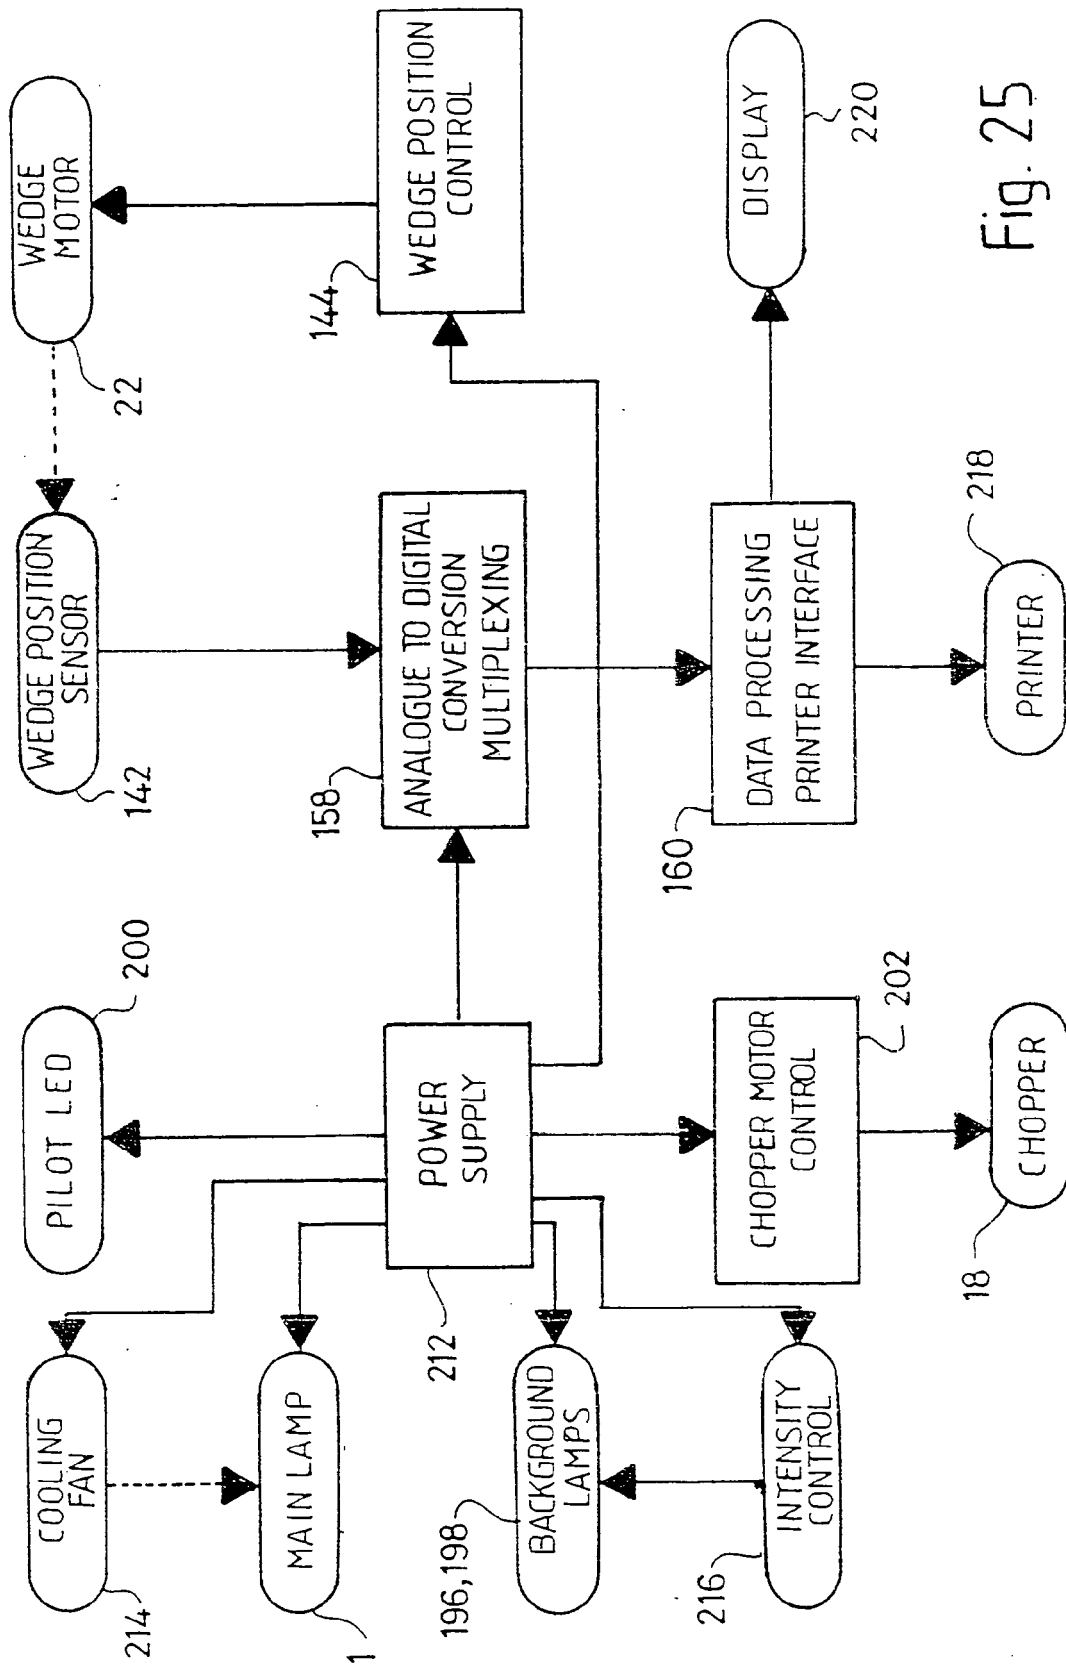 COOLING
FAN
214
PILOT LED
200
WEDGE POSITION
SENSOR
142
WEDGE
MOTOR
22
MAIN LAMP
1
POWER
SUPPLY
212
ANALOGUE TO DIGITAL
CONVERSION
MULTIPLEXING
158
WEDGE POSITION
CONTROL
144
BACKGROUND
LAMPS
196,198
INTENSITY
CONTROL
216
CHOPPER MOTOR
CONTROL
202
DATA PROCESSING
PRINTER INTERFACE
160
DISPLAY
220
CHOPPER
18
PRINTER
218
Fig. 25